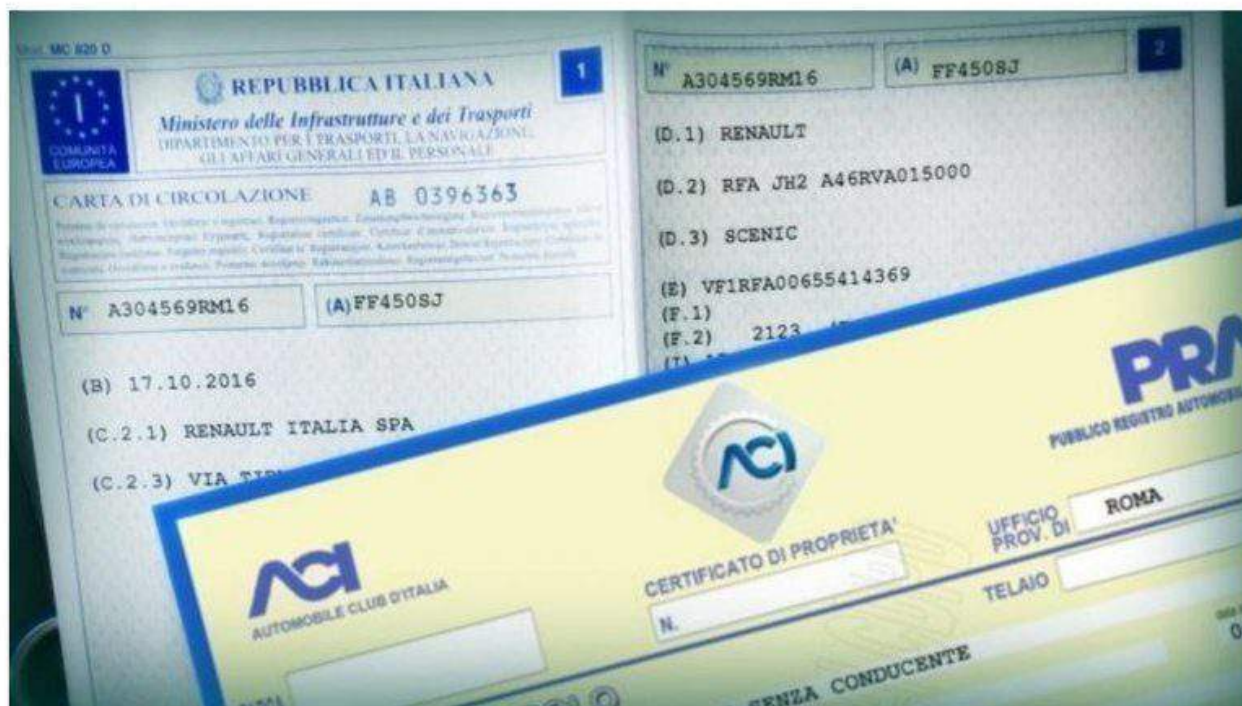 Mod. MC 820 D
I
COMUNITÀ
EUROPEA
REPUBBLICA ITALIANA
1
Ministero delle Infrastrutture e dei Trasporti
DIPARTIMENTO PER I TRASPORTI, LA NAVIGAZIONE,
GLI AFFARI GENERALI ED IL PERSONALE
CARTA DI CIRCOLAZIONE AB 0396363
N° A304569RM16 (A) FF450SJ
(B) 17.10.2016
(C.2.1) RENAULT ITALIA SPA
(C.2.3) VIA
2
N° A304569RM16 (A) FF450SJ
(D.1) RENAULT
(D.2) RFA JH2 A46RVA015000
(D.3) SCENIC
(E) VF1RFA00655414369
(F.1)
(F.2) 2123
ACI
PRA
PUBBLICO REGISTRO
ACI
AUTOMOBILE CLUB D'ITALIA
CERTIFICATO DI PROPRIETA'
N.
UFFICIO
PROV. DI ROMA
TELAIO
SENZA CONDUCENTE